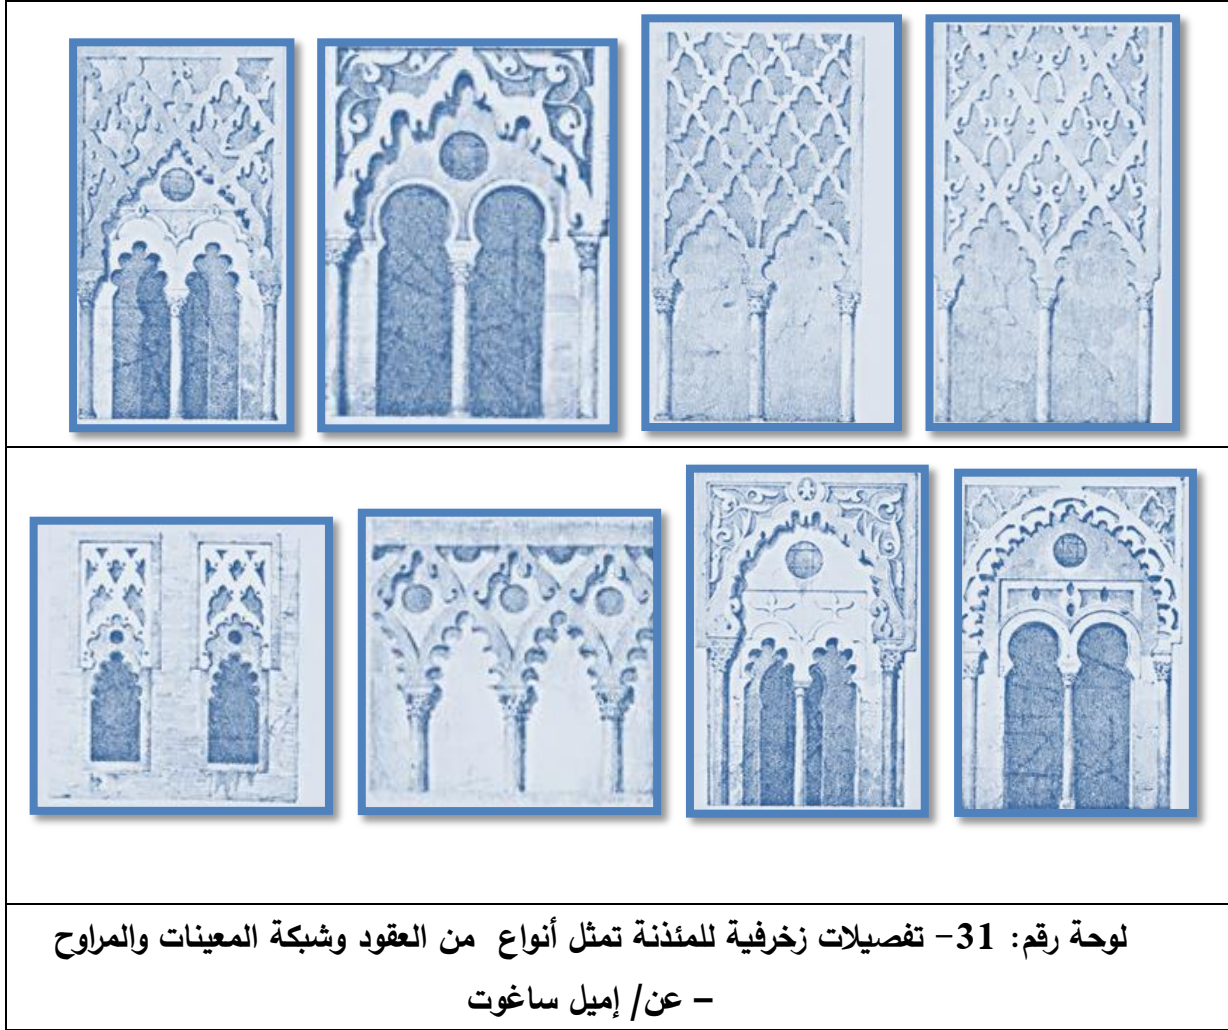 لوحة رقم: 31- تفصيلات زخرفية للمئذنة تمثل أنواع من العقود وشبكة المعينات والمراوح
– عن/ إميل ساغوت